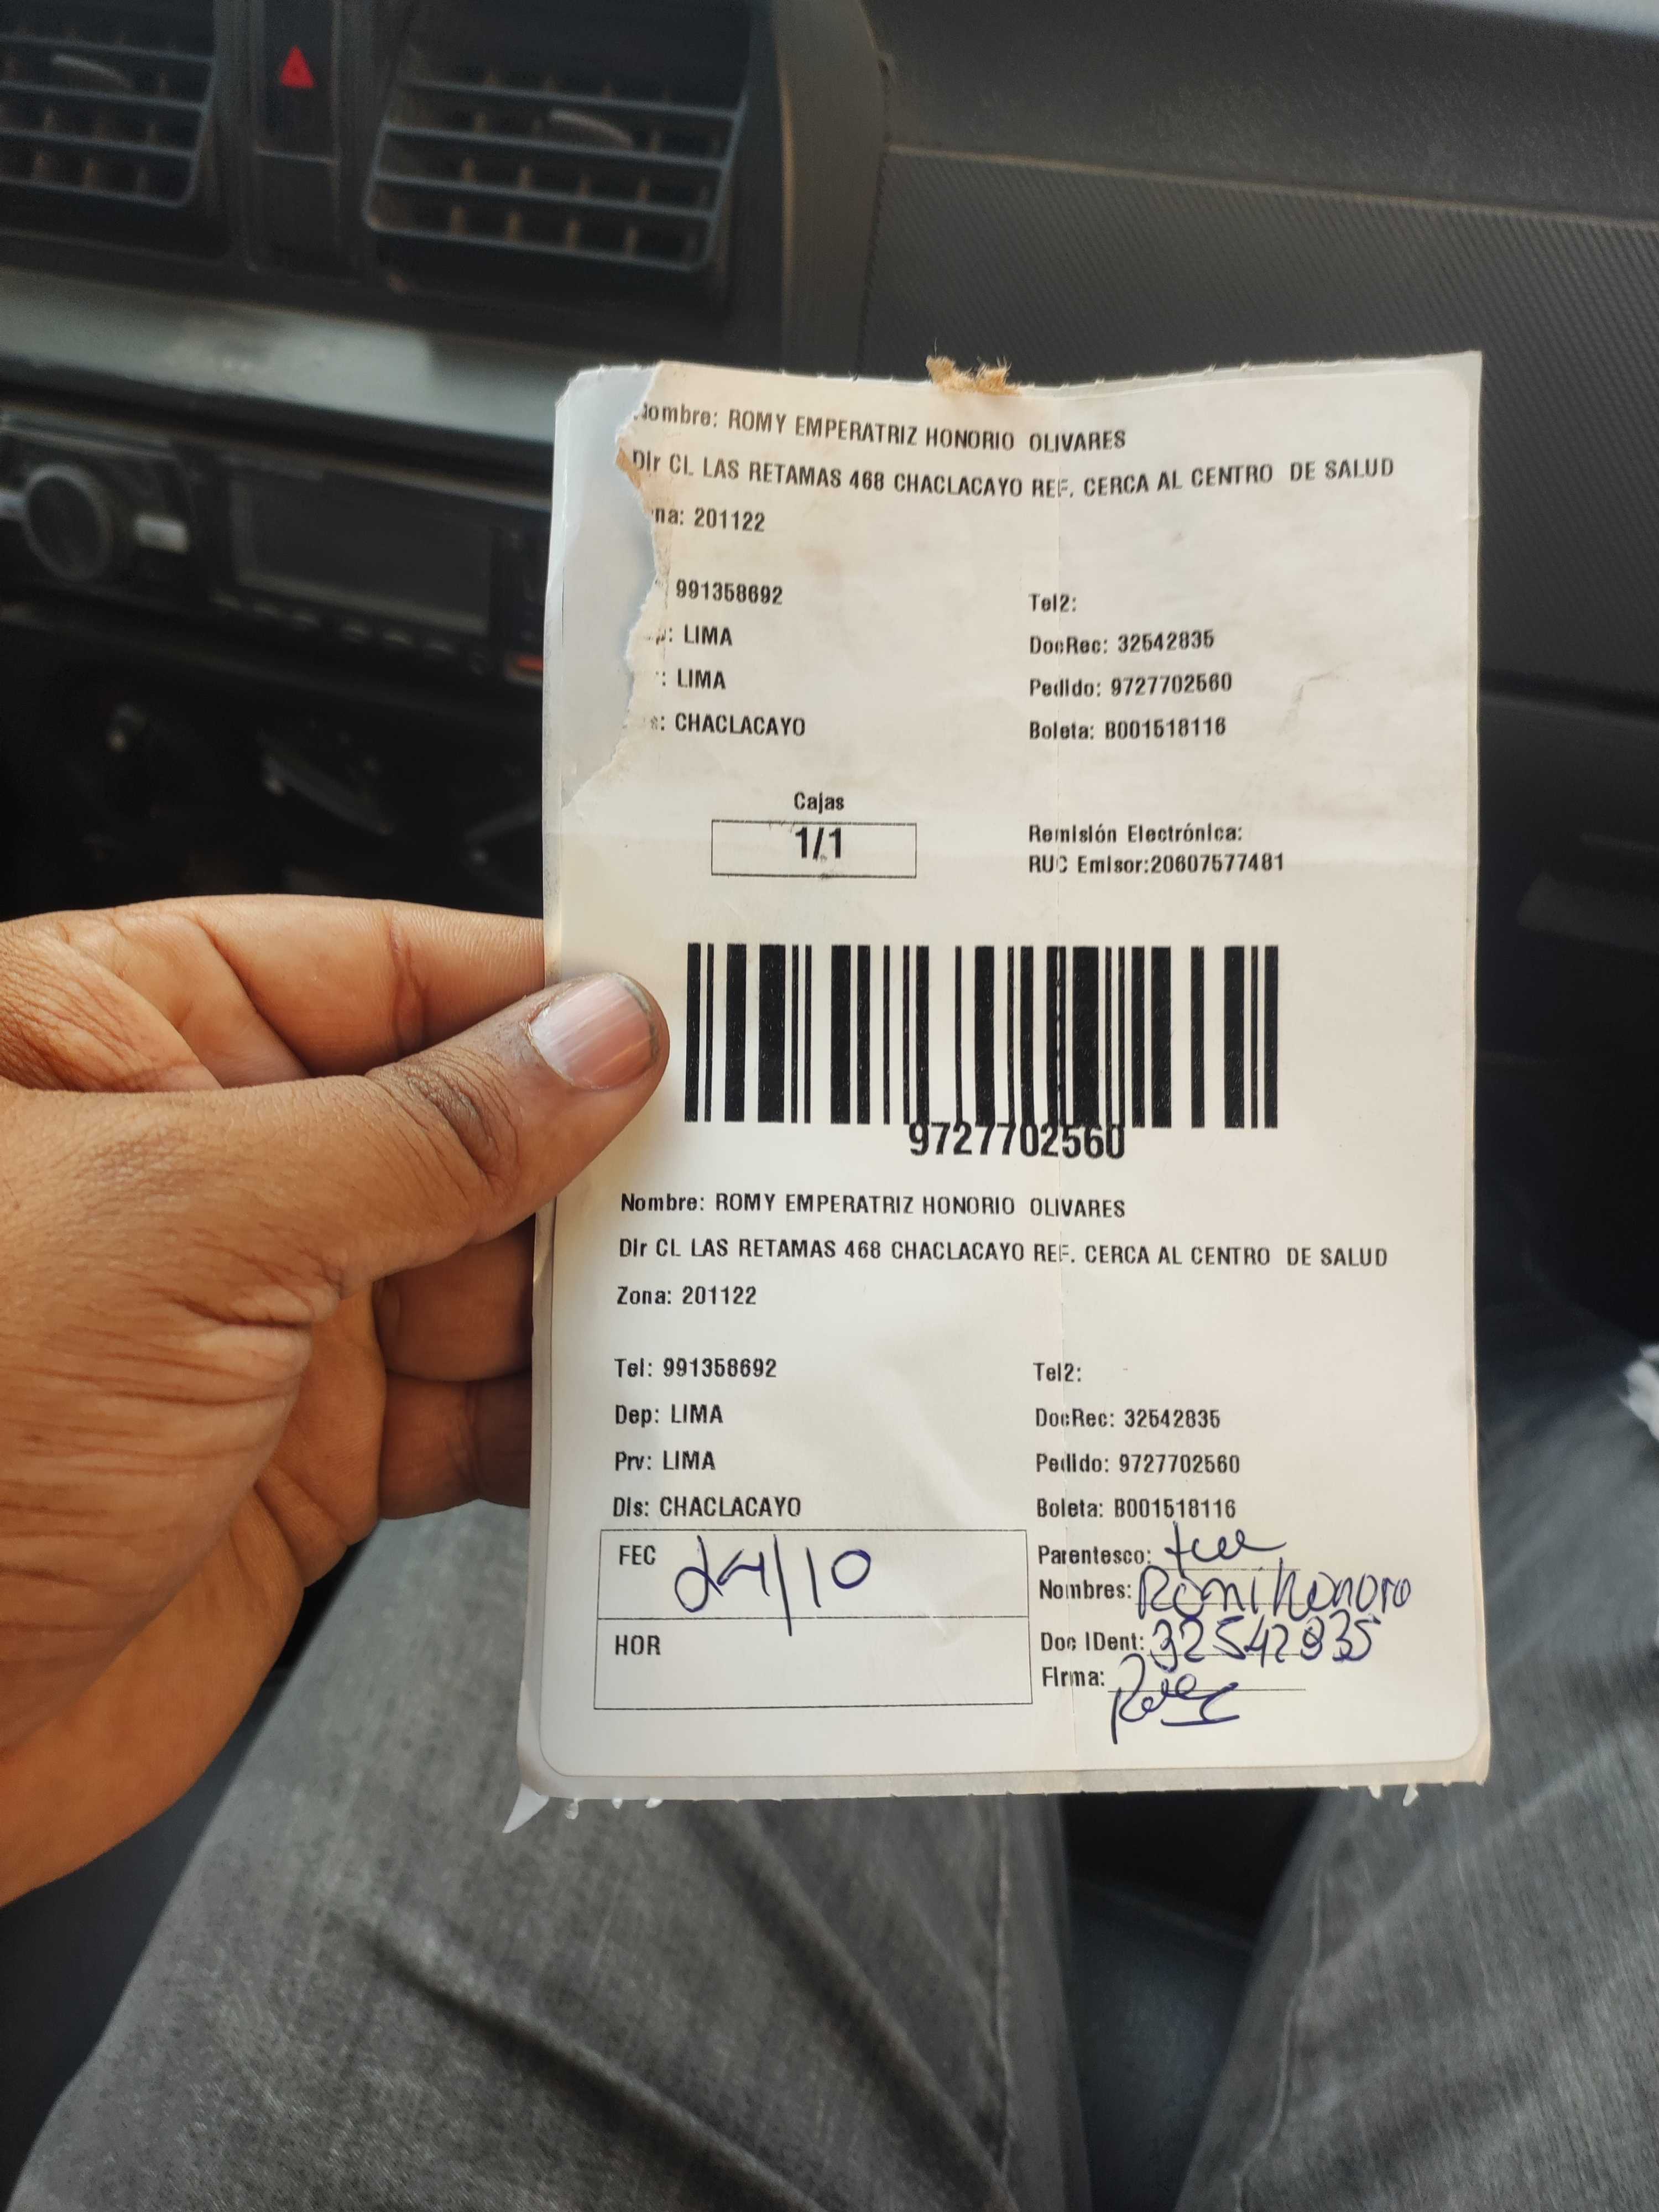 Nombre: ROMY EMPERATRIZ HONORIO OLIVARES
Dir CL LAS RETAMAS 468 CHACLACAYO REF. CERCA AL CENTRO DE SALUD
na: 201122
991358692
Tel2:
p: LIMA
DocRec: 32542835
: LIMA
Pedido: 9727702560
s: CHACLACAYO
Boleta: B001518116
Cajas
1/1
Remisión Electrónica:
RUC Emisor:20607577481
9727702560
Nombre: ROMY EMPERATRIZ HONORIO OLIVARES
Dir CL LAS RETAMAS 468 CHACLACAYO REF. CERCA AL CENTRO DE SALUD
Zona: 201122
Tel: 991358692
Tel2:
Dep: LIMA
DocRec: 32542835
Prv: LIMA
Pedido: 9727702560
Dis: CHACLACAYO
Boleta: B001518116
FEC 24/10
Parentesco:
Nombres: Romi Honoro
HOR
Doc IDent: 32542835
Firma: